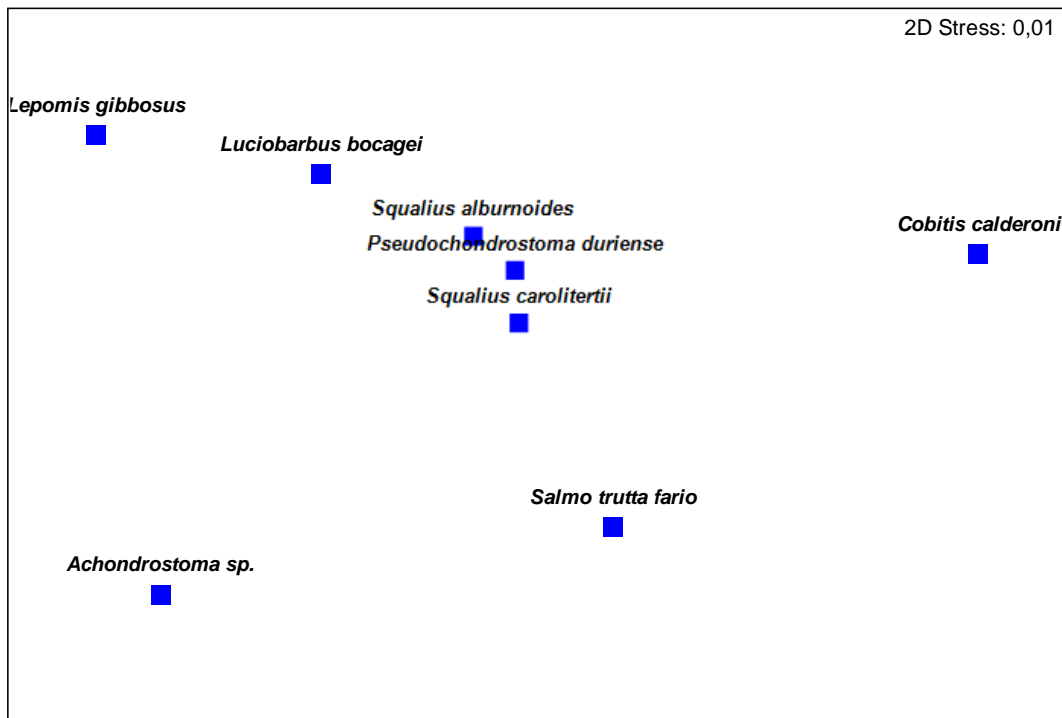 2D Stress: 0,01
Lepomis gibbosus
Luciobarbus bocagei
Squalius alburnoides
Cobitis calderoni
Pseudochondrostoma duriense
Squalius carolitertii
Salmo trutta fario
Achondrostoma sp.